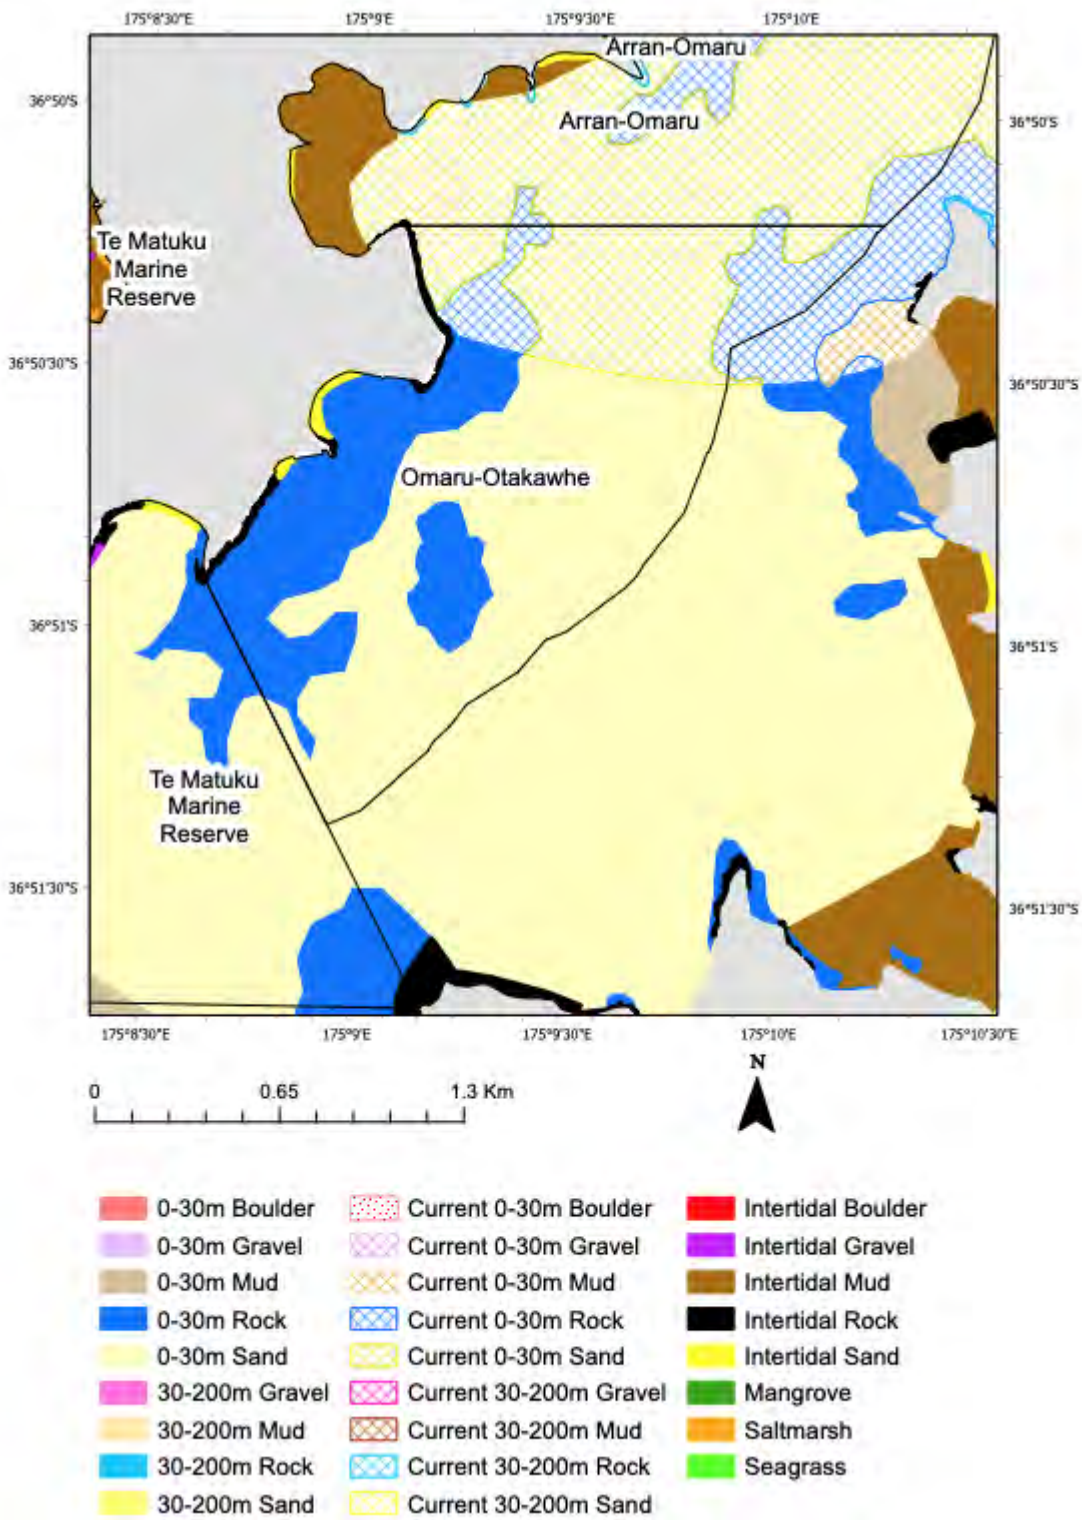 175°8'30"E 175°9'E 175°9'30"E 175°10'E
Arran-Omaru
36°50'S
Arran-Omaru
36°50'S
Te Matuku
Marine
Reserve
36°50'30"S
36°50'30"S
Omaru-Otakawhe
36°51'S
36°51'S
Te Matuku
Marine
Reserve
36°51'30"S
36°51'30"S
175°8'30"E 175°9'E 175°9'30"E 175°10'E 175°10'30"E
N
0 0.65 1.3 Km
0-30m Boulder Current 0-30m Boulder Intertidal Boulder
0-30m Gravel Current 0-30m Gravel Intertidal Gravel
0-30m Mud Current 0-30m Mud Intertidal Mud
0-30m Rock Current 0-30m Rock Intertidal Rock
0-30m Sand Current 0-30m Sand Intertidal Sand
30-200m Gravel Current 30-200m Gravel Mangrove
30-200m Mud Current 30-200m Mud Saltmarsh
30-200m Rock Current 30-200m Rock Seagrass
30-200m Sand Current 30-200m Sand